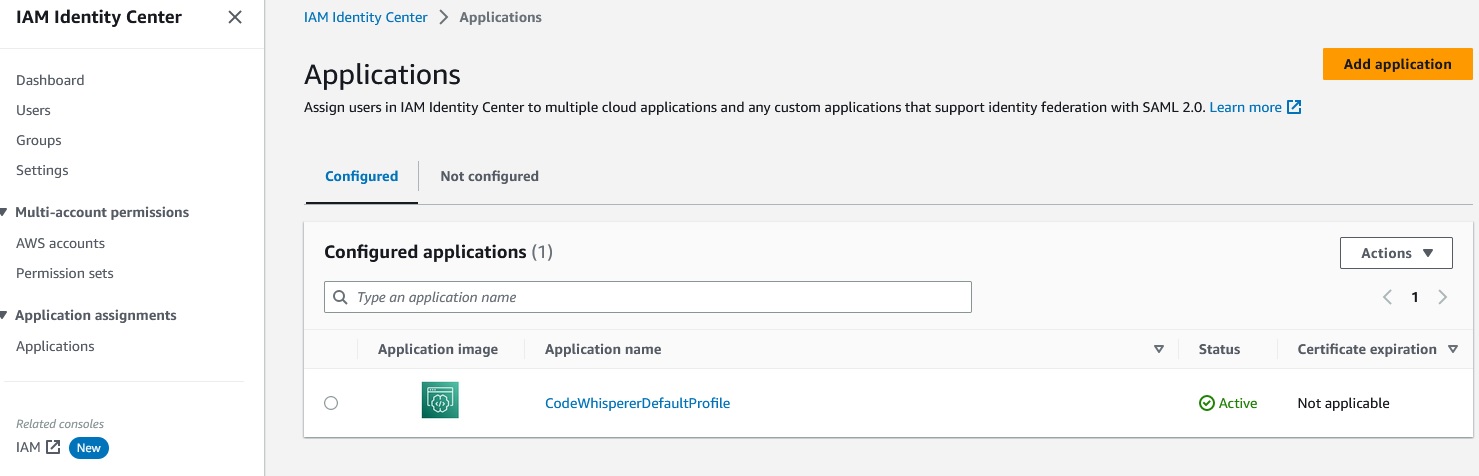 IAM Identity Center
Dashboard
Users
Groups
Settings
Multi-account permissions
AWS accounts
Permission sets
Application assignments
Applications
Related consoles
IAM New
IAM Identity Center > Applications
Applications
Add application
Assign users in IAM Identity Center to multiple cloud applications and any custom applications that support identity federation with SAML 2.0. Learn more
Configured Not configured
Configured applications (1)
Actions
Type an application name
1
Application image Application name Status Certificate expiration
CodeWhispererDefaultProfile Active Not applicable